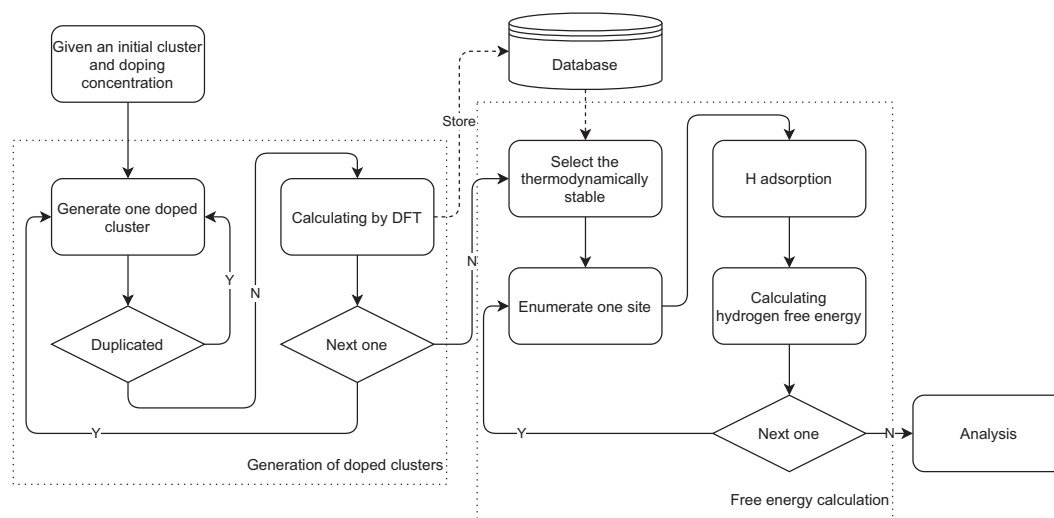 Given an initial cluster
and doping
concentration
Database
Store
Generate one doped
cluster
Y
N
Calculating by DFT
N
Select the
thermodynamically
stable
H adsorption
Enumerate one site
Calculating
hydrogen free energy
Duplicated
Next one
Y
Generation of doped clusters
Y
Next one
N
Analysis
Free energy calculation